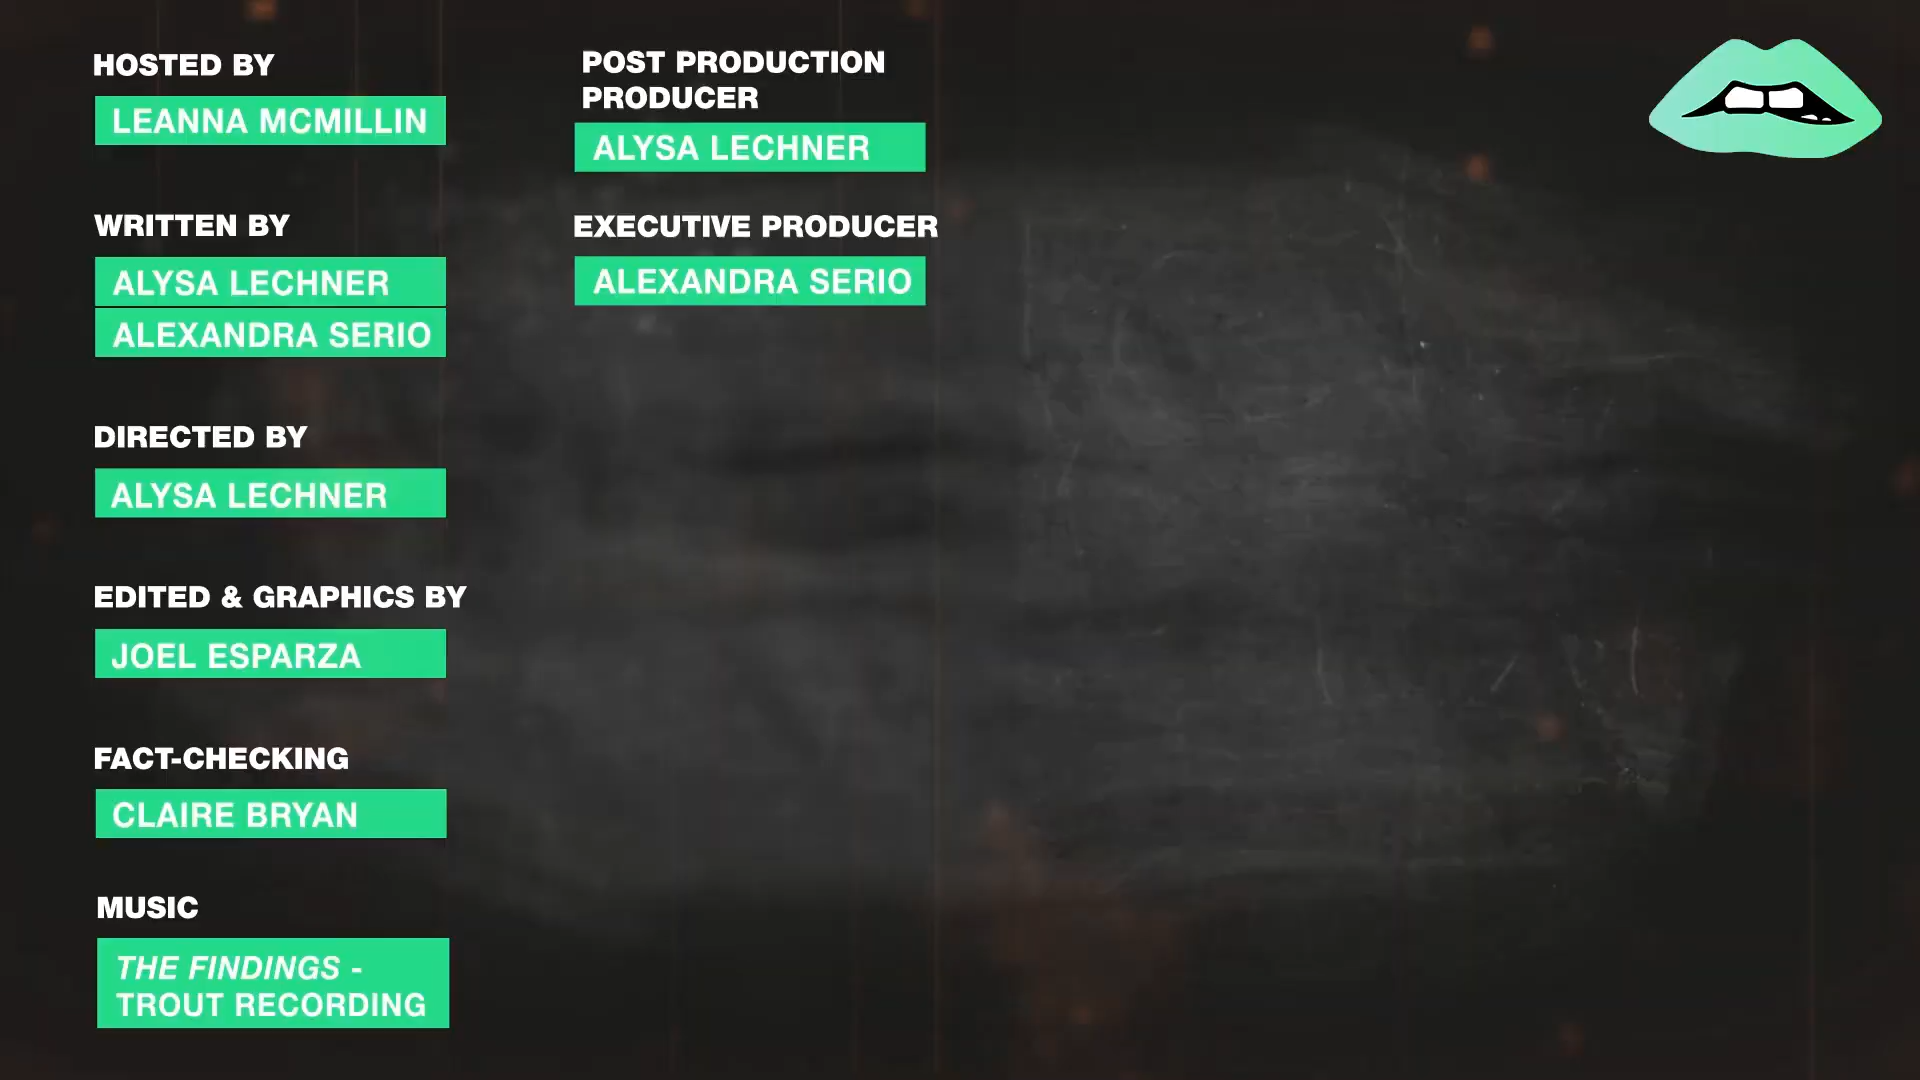 HOSTED BY
LEANNA MCMILLIN
WRITTEN BY
ALYSA LECHNER
ALEXANDRA SERIO
DIRECTED BY
ALYSA LECHNER
EDITED & GRAPHICS BY
JOEL ESPARZA
FACT-CHECKING
CLAIRE BRYAN
MUSIC
THE FINDINGS -
TROUT RECORDING
POST PRODUCTION
PRODUCER
ALYSA LECHNER
EXECUTIVE PRODUCER
ALEXANDRA SERIO